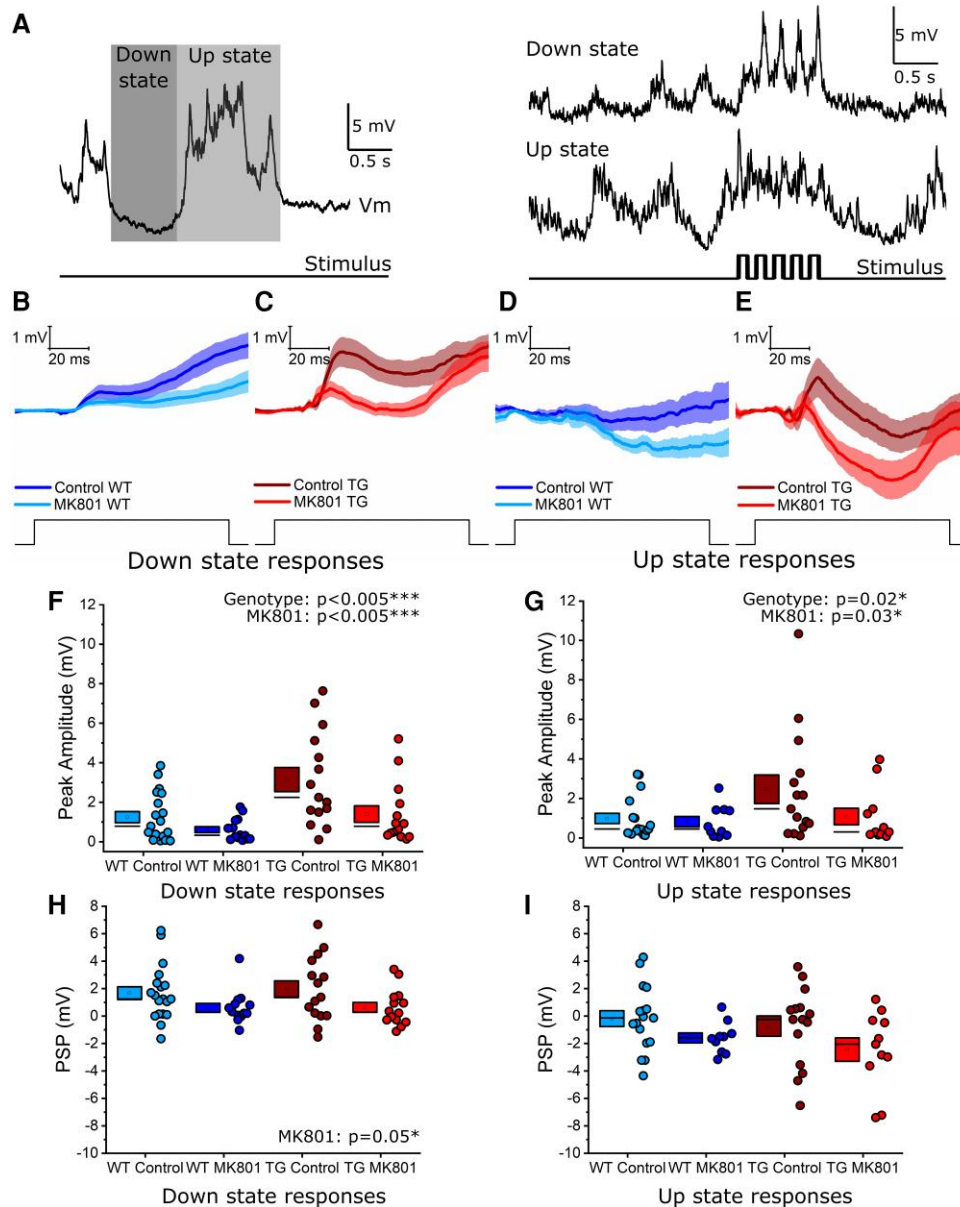 A
Down state
Up state
5 mV
0.5 s
Vm
Stimulus
Down state
5 mV
0.5 s
Up state
Stimulus
B
1 mV
20 ms
Control WT
MK801 WT
C
1 mV
20 ms
Control TG
MK801 TG
D
1 mV
20 ms
Control WT
MK801 WT
E
1 mV
20 ms
Control TG
MK801 TG
Down state responses
Up state responses
F
Genotype: p<0.005***
MK801: p<0.005***
Peak Amplitude (mV)
12
10
8
6
4
2
0
WT Control WT MK801 TG Control TG MK801
Down state responses
G
Genotype: p=0.02*
MK801: p=0.03*
Peak Amplitude (mV)
12
10
8
6
4
2
0
WT Control WT MK801 TG Control TG MK801
Up state responses
H
PSP (mV)
8
6
4
2
0
-2
-4
-6
-8
-10
MK801: p=0.05*
WT Control WT MK801 TG Control TG MK801
Down state responses
I
PSP (mV)
8
6
4
2
0
-2
-4
-6
-8
-10
WT Control WT MK801 TG Control TG MK801
Up state responses